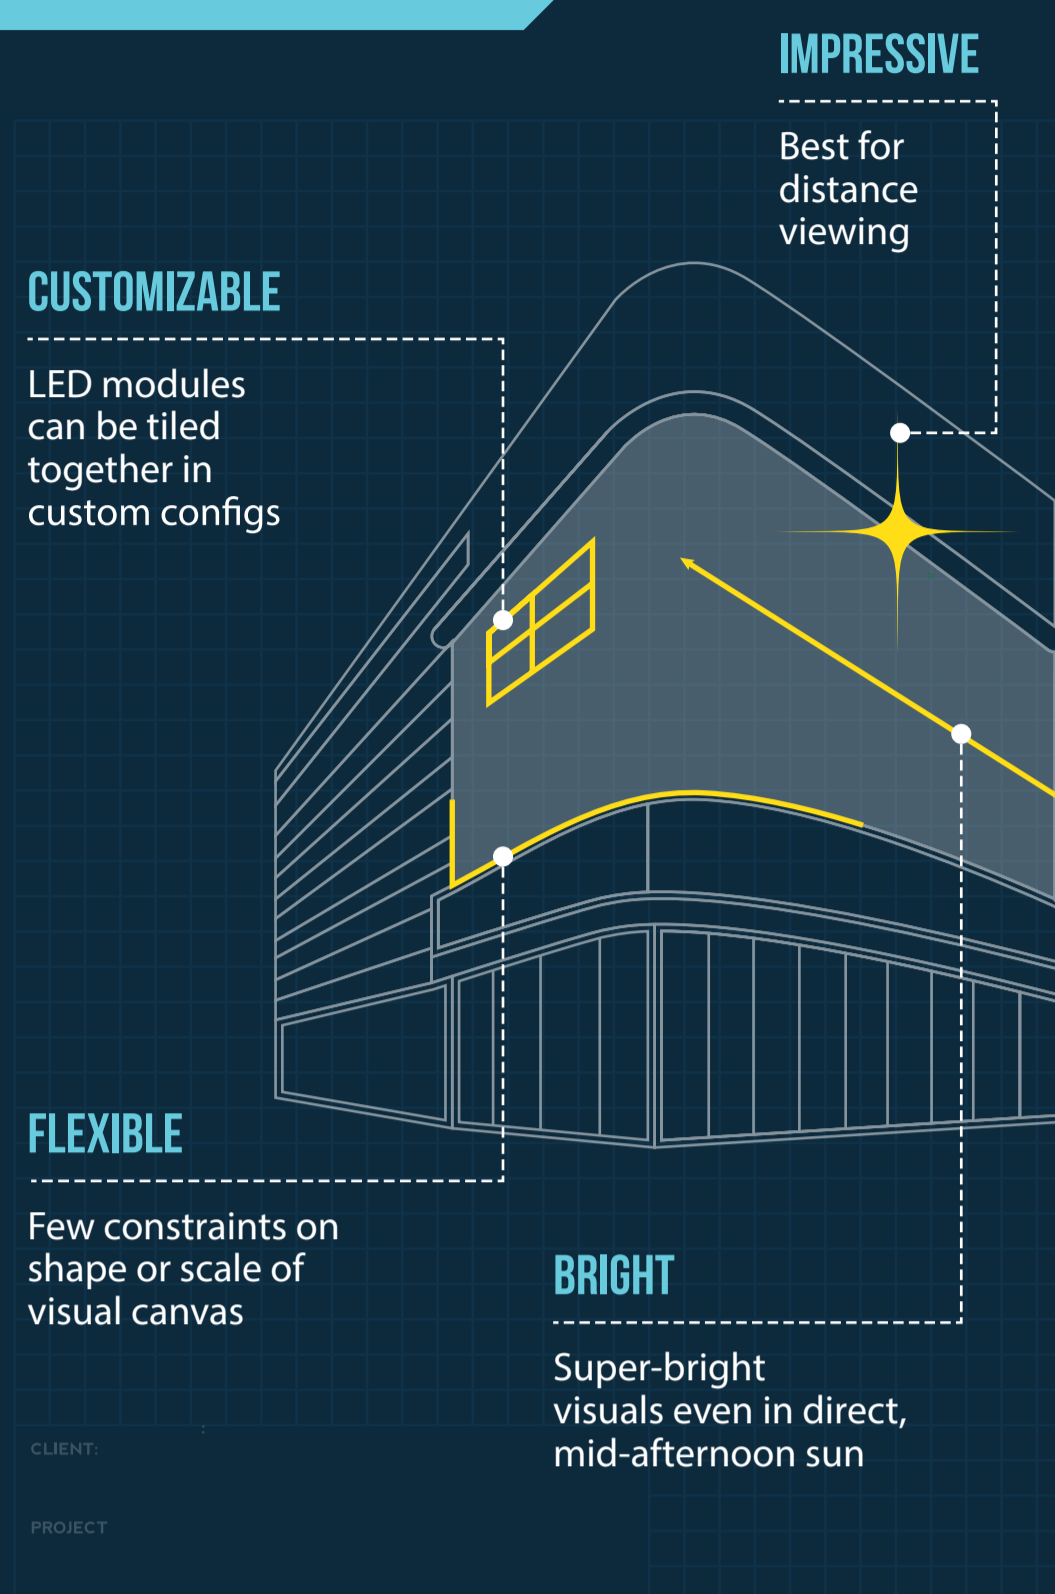 IMPRESSIVE
Best for
distance
viewing
CUSTOMIZABLE
LED modules
can be tiled
together in
custom configs
FLEXIBLE
Few constraints on
shape or scale of
visual canvas
BRIGHT
Super-bright
visuals even in direct,
mid-afternoon sun
:
CLIENT:
PROJECT